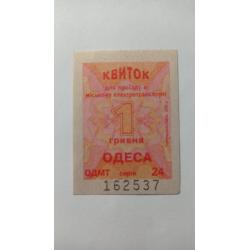 КВИТОК
для проїзду в
міському електротранспорті
1
гривня
ОДЕСА
ОДМТ серія 24
162537